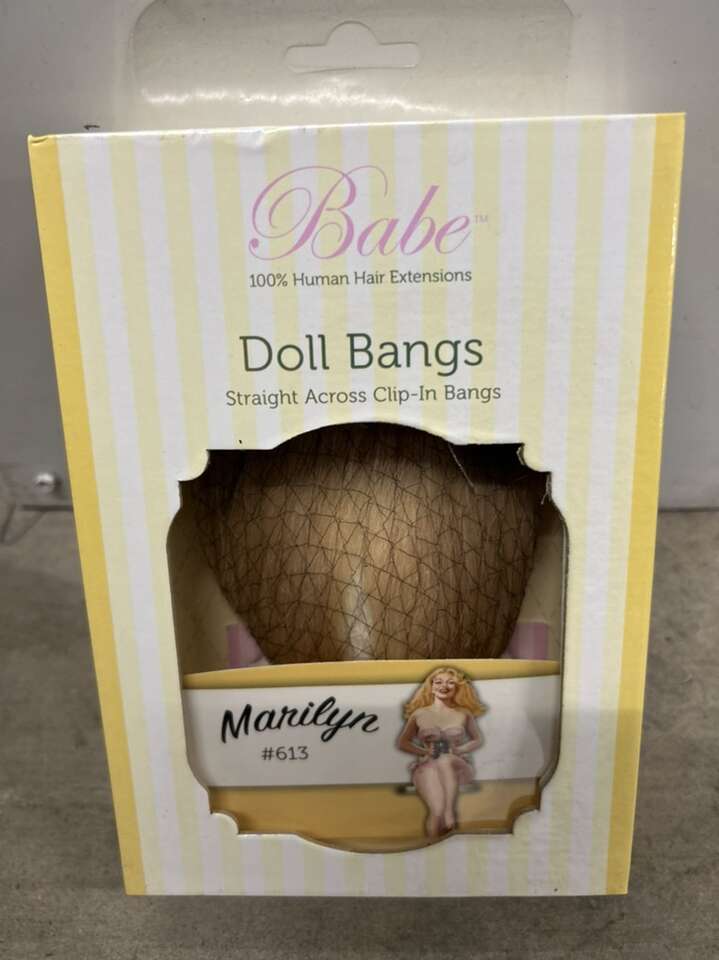 Babe™
100% Human Hair Extensions
Doll Bangs
Straight Across Clip-In Bangs
Marilyn
#613